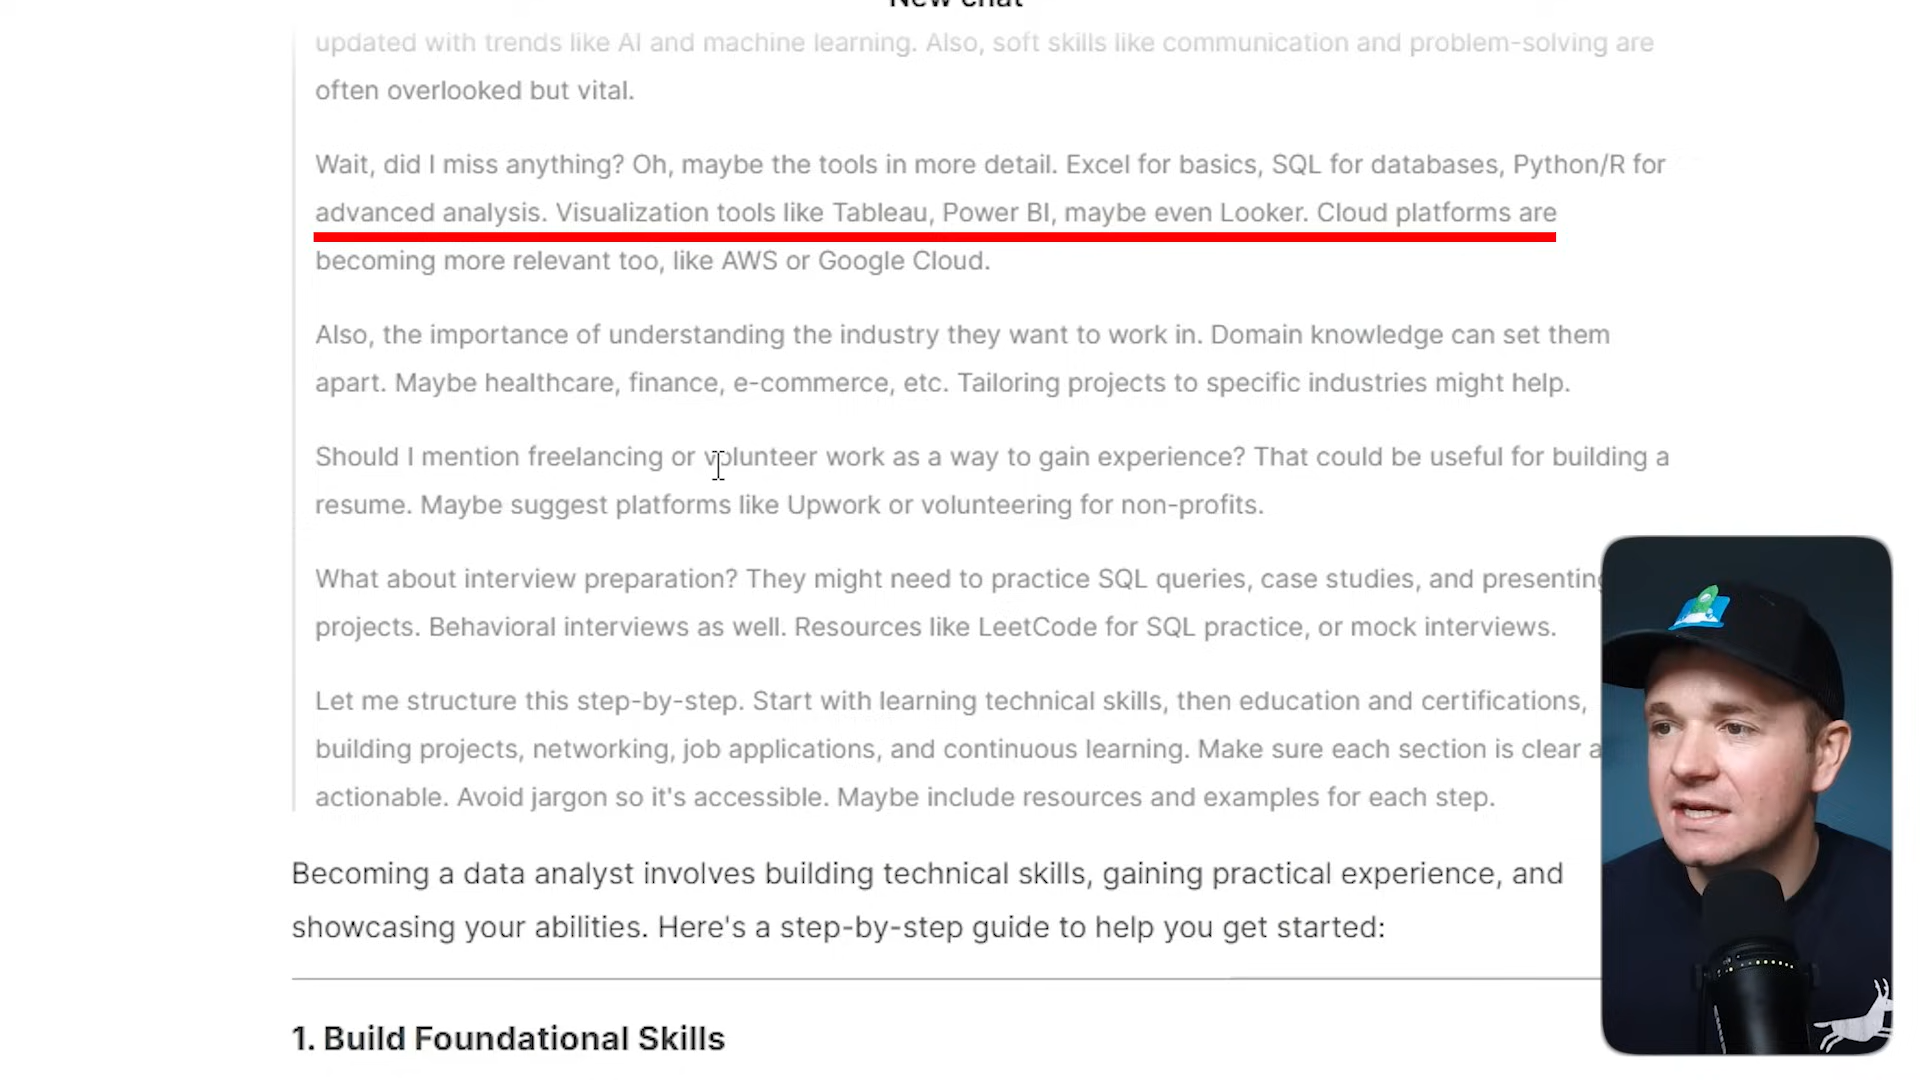 New chat
updated with trends like AI and machine learning. Also, soft skills like communication and problem-solving are
often overlooked but vital.
Wait, did I miss anything? Oh, maybe the tools in more detail. Excel for basics, SQL for databases, Python/R for
advanced analysis. Visualization tools like Tableau, Power BI, maybe even Looker. Cloud platforms are
becoming more relevant too, like AWS or Google Cloud.
Also, the importance of understanding the industry they want to work in. Domain knowledge can set them
apart. Maybe healthcare, finance, e-commerce, etc. Tailoring projects to specific industries might help.
Should I mention freelancing or volunteer work as a way to gain experience? That could be useful for building a
resume. Maybe suggest platforms like Upwork or volunteering for non-profits.
What about interview preparation? They might need to practice SQL queries, case studies, and presenting
projects. Behavioral interviews as well. Resources like LeetCode for SQL practice, or mock interviews.
Let me structure this step-by-step. Start with learning technical skills, then education and certifications,
building projects, networking, job applications, and continuous learning. Make sure each section is clear a
actionable. Avoid jargon so it's accessible. Maybe include resources and examples for each step.
Becoming a data analyst involves building technical skills, gaining practical experience, and
showcasing your abilities. Here's a step-by-step guide to help you get started:
1. Build Foundational Skills